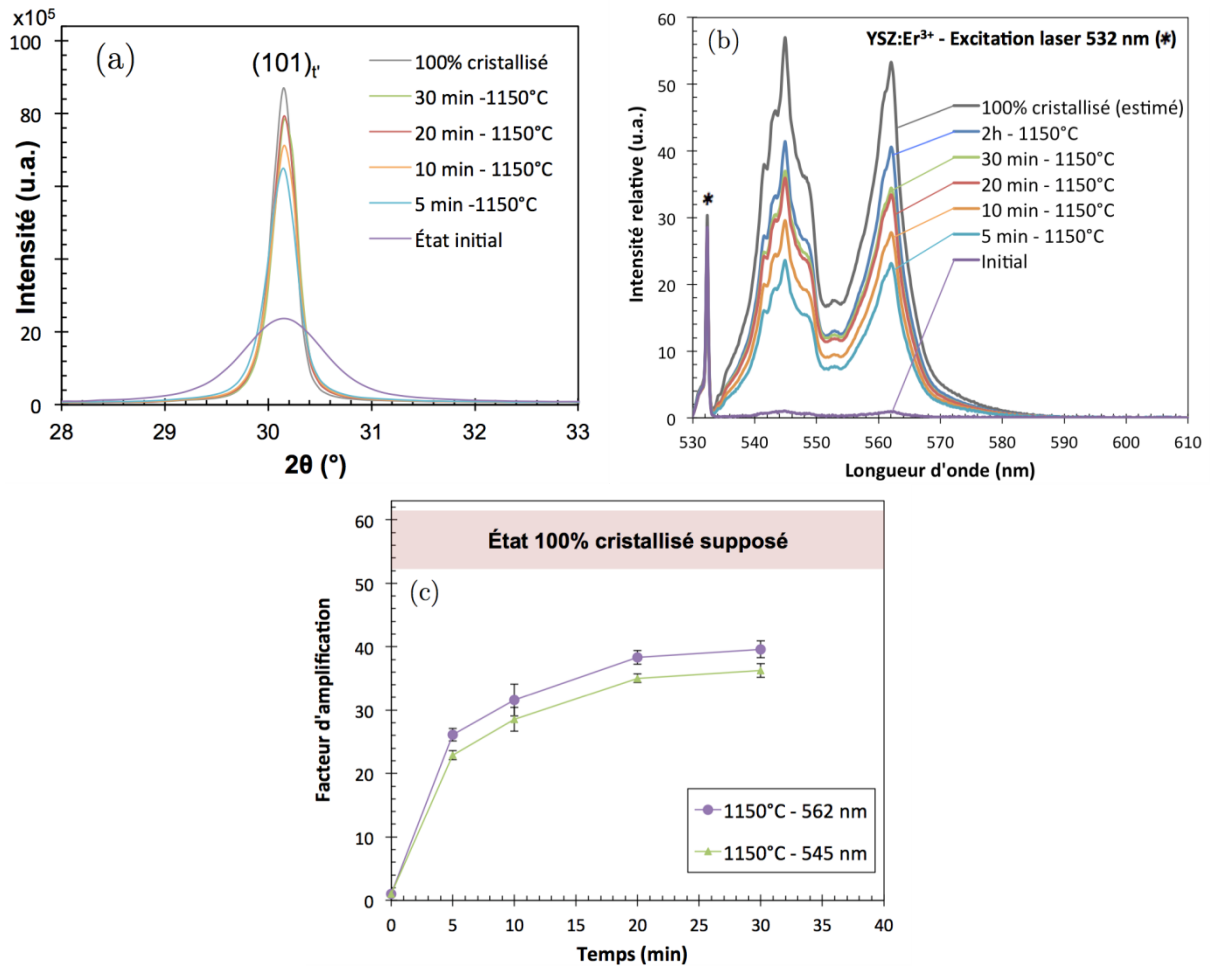 x10⁵
100
80
20
0
28
29
30
31
32
33
Intensité (u.a.)
2θ (°)
(a)
(101)t'
100% cristallisé
30 min -1150°C
20 min - 1150°C
10 min - 1150°C
5 min -1150°C
État initial
60
50
40
30
20
10
0
530
540
550
560
570
580
590
600
610
Intensité relative (u.a.)
Longueur d'onde (nm)
(b)
YSZ:Er³⁺ - Excitation laser 532 nm (*)
*
100% cristallisé (estimé)
2h - 1150°C
30 min - 1150°C
20 min - 1150°C
10 min - 1150°C
5 min - 1150°C
Initial
60
50
40
30
20
10
0
0
5
10
15
20
25
30
35
40
Facteur d'amplification
Temps (min)
État 100% cristallisé supposé
(c)
1150°C - 562 nm
1150°C - 545 nm